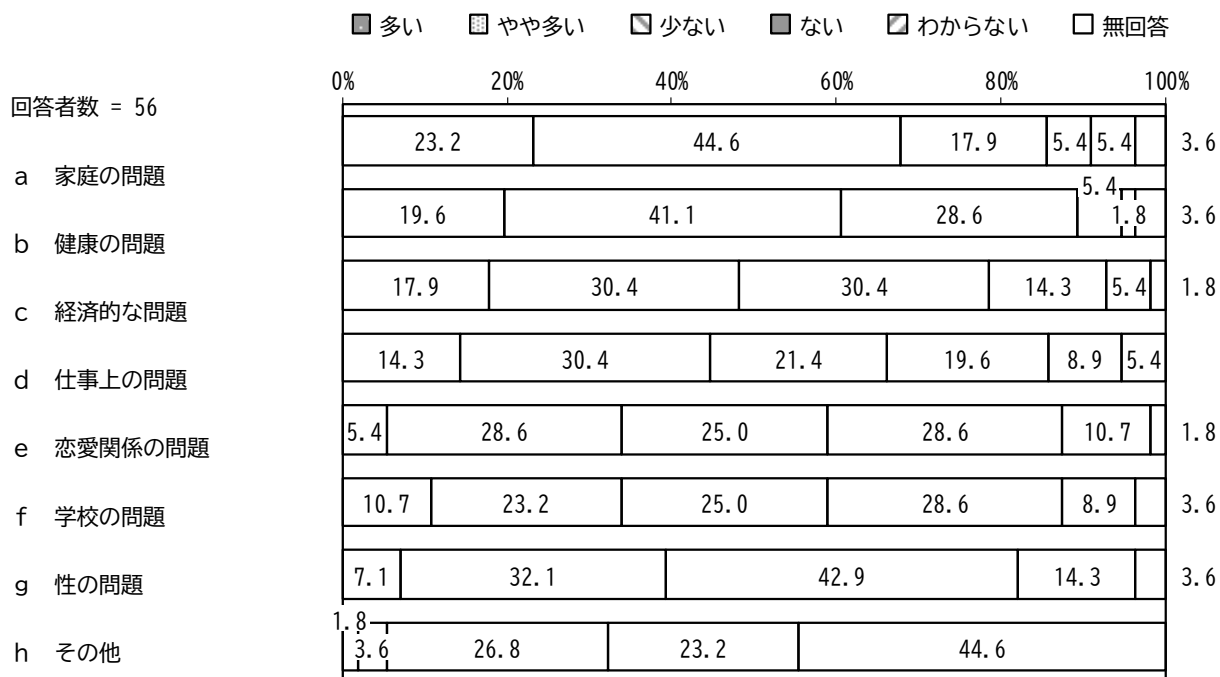 多い やや多い 少ない ない わからない 無回答
0% 20% 40% 60% 80% 100%
回答者数 = 56
23.2 44.6 17.9 5.4 5.4 3.6
a 家庭の問題
5.4
19.6 41.1 28.6 1.8 3.6
b 健康の問題
17.9 30.4 30.4 14.3 5.4 1.8
c 経済的な問題
14.3 30.4 21.4 19.6 8.9 5.4
d 仕事上の問題
5.4 28.6 25.0 28.6 10.7 1.8
e 恋愛関係の問題
10.7 23.2 25.0 28.6 8.9 3.6
f 学校の問題
7.1 32.1 42.9 14.3 3.6
g 性の問題
1.8
3.6 26.8 23.2 44.6
h その他